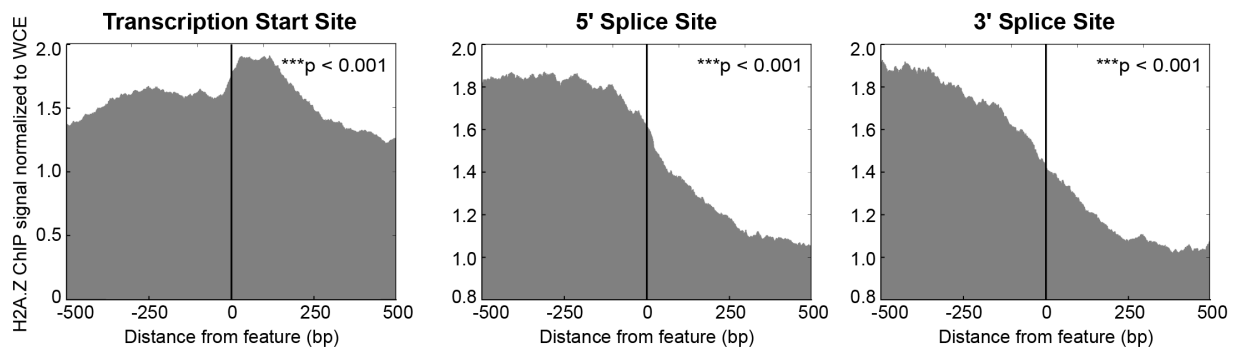 Transcription Start Site
H2A.Z ChIP signal normalized to WCE
2.0
1.5
1.0
0.5
0
***p < 0.001
-500 -250 0 250 500
Distance from feature (bp)
5' Splice Site
2.0
1.8
1.6
1.4
1.2
1.0
0.8
***p < 0.001
-500 -250 0 250 500
Distance from feature (bp)
3' Splice Site
2.0
1.8
1.6
1.4
1.2
1.0
0.8
***p < 0.001
-500 -250 0 250 500
Distance from feature (bp)